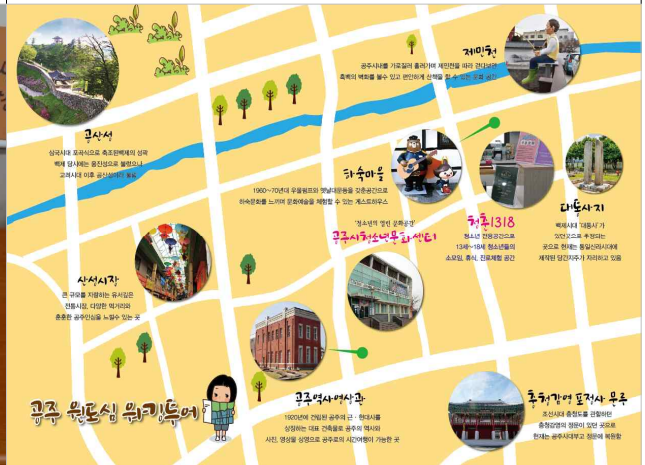 제민천
공주시내를 가로질러 흘러가며 제민천을 따라 걷다보면
흑백의 벽화를 볼수 있고 편안하게 산책을 할 수 있는 문화 공간
공산성
삼국시대 포곡식으로 축조된백제의 성곽
백제 당시에는 웅진성으로 불렸으나
고려시대 이후 공산성이라
하숙마을
1960~70년대 우물펌프와 옛날대문등을 갖춘공간으로
하숙문화를 느끼며 문화예술을 체험할 수 있는 게스트하우스
'청소년의 열린 문화공간'
공주시청소년문화센터
청춘1318
청소년 전용공간으로
13세~18세 청소년들의
소모임, 휴식, 진로체험 공간
대통사지
백제시대 '대통사'가
있던곳으로 추정되는
곳으로 현재는 통일신라시대에
제작된 당간지주가 자리하고 있음
산성시장
큰 규모를 자랑하는 유서깊은
전통시장, 다양한 먹거리와
훈훈한 공주인심을 느낄수 있는 곳
공주 원도심 워킹투어
공주역사영상관
1920년에 건립된 공주의 근·현대사를
상징하는 대표 건축물로 공주의 역사와
사진, 영상을 상영으로 공주로의 시간여행이 가능한 곳
충청감영 포정사 문루
조선시대 충청도를 관할하던
충청감영의 정문이 있던 곳으로
현재는 공주사대부고 정문에 복원함